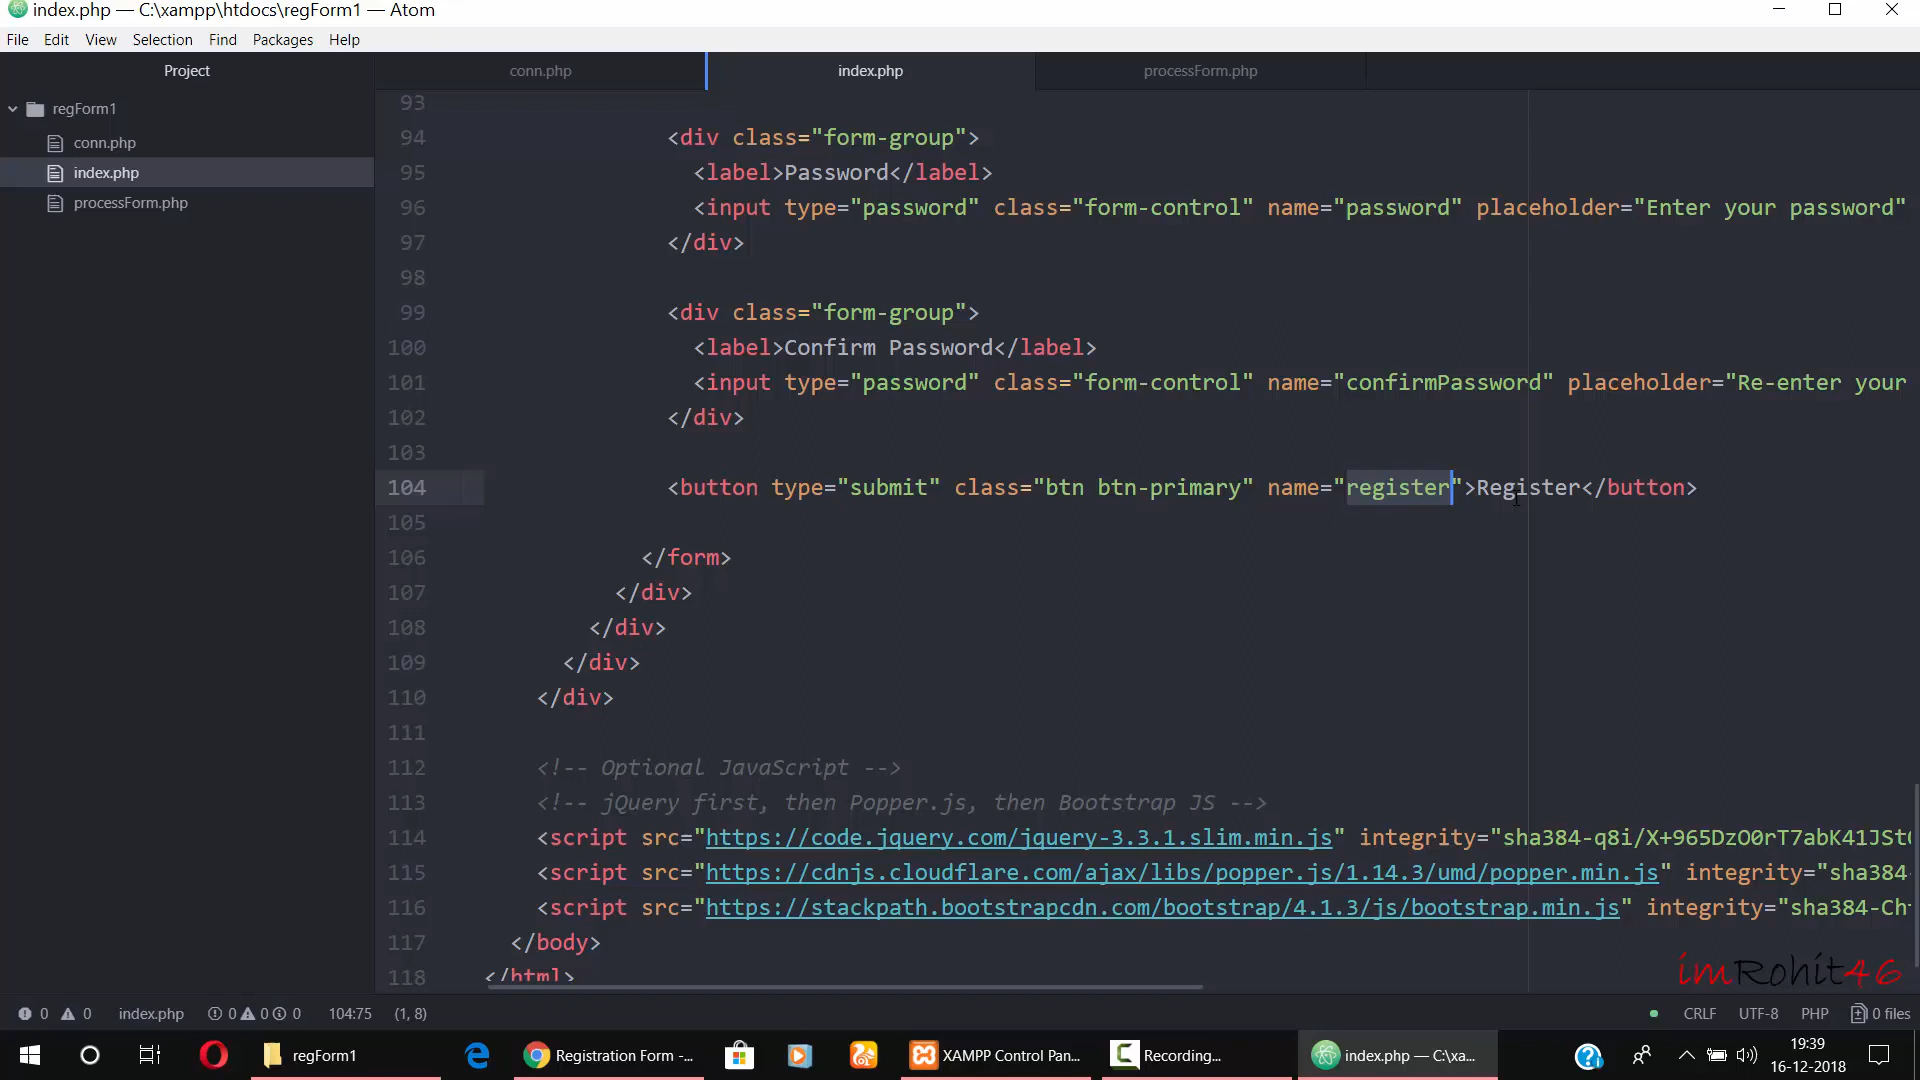 index.php — C:\xampp\htdocs\regForm1 — Atom
File Edit View Selection Find Packages Help
Project
conn.php
index.php
processForm.php
regForm1
conn.php
index.php
processForm.php
93
94 <div class="form-group">
95 <label>Password</label>
96 <input type="password" class="form-control" name="password" placeholder="Enter your password"
97 </div>
98
99 <div class="form-group">
100 <label>Confirm Password</label>
101 <input type="password" class="form-control" name="confirmPassword" placeholder="Re-enter your
102 </div>
103
104 <button type="submit" class="btn btn-primary" name="register">Register</button>
105
106 </form>
107 </div>
108 </div>
109 </div>
110 </div>
111
112 <!-- Optional JavaScript -->
113 <!-- jQuery first, then Popper.js, then Bootstrap JS -->
114 <script src="https://code.jquery.com/jquery-3.3.1.slim.min.js" integrity="sha384-q8i/X+965DzO0rT7abK41JSt
115 <script src="https://cdnjs.cloudflare.com/ajax/libs/popper.js/1.14.3/umd/popper.min.js" integrity="sha384-
116 <script src="https://stackpath.bootstrapcdn.com/bootstrap/4.1.3/js/bootstrap.min.js" integrity="sha384-Ch
117 </body>
118 </html>
imRohit46
0 0 index.php 0 0 0 104:75 (1, 8) CRLF UTF-8 PHP 0 files
regForm1 Registration Form -... XAMPP Control Pan... Recording... index.php — C:\xa... 19:39
16-12-2018